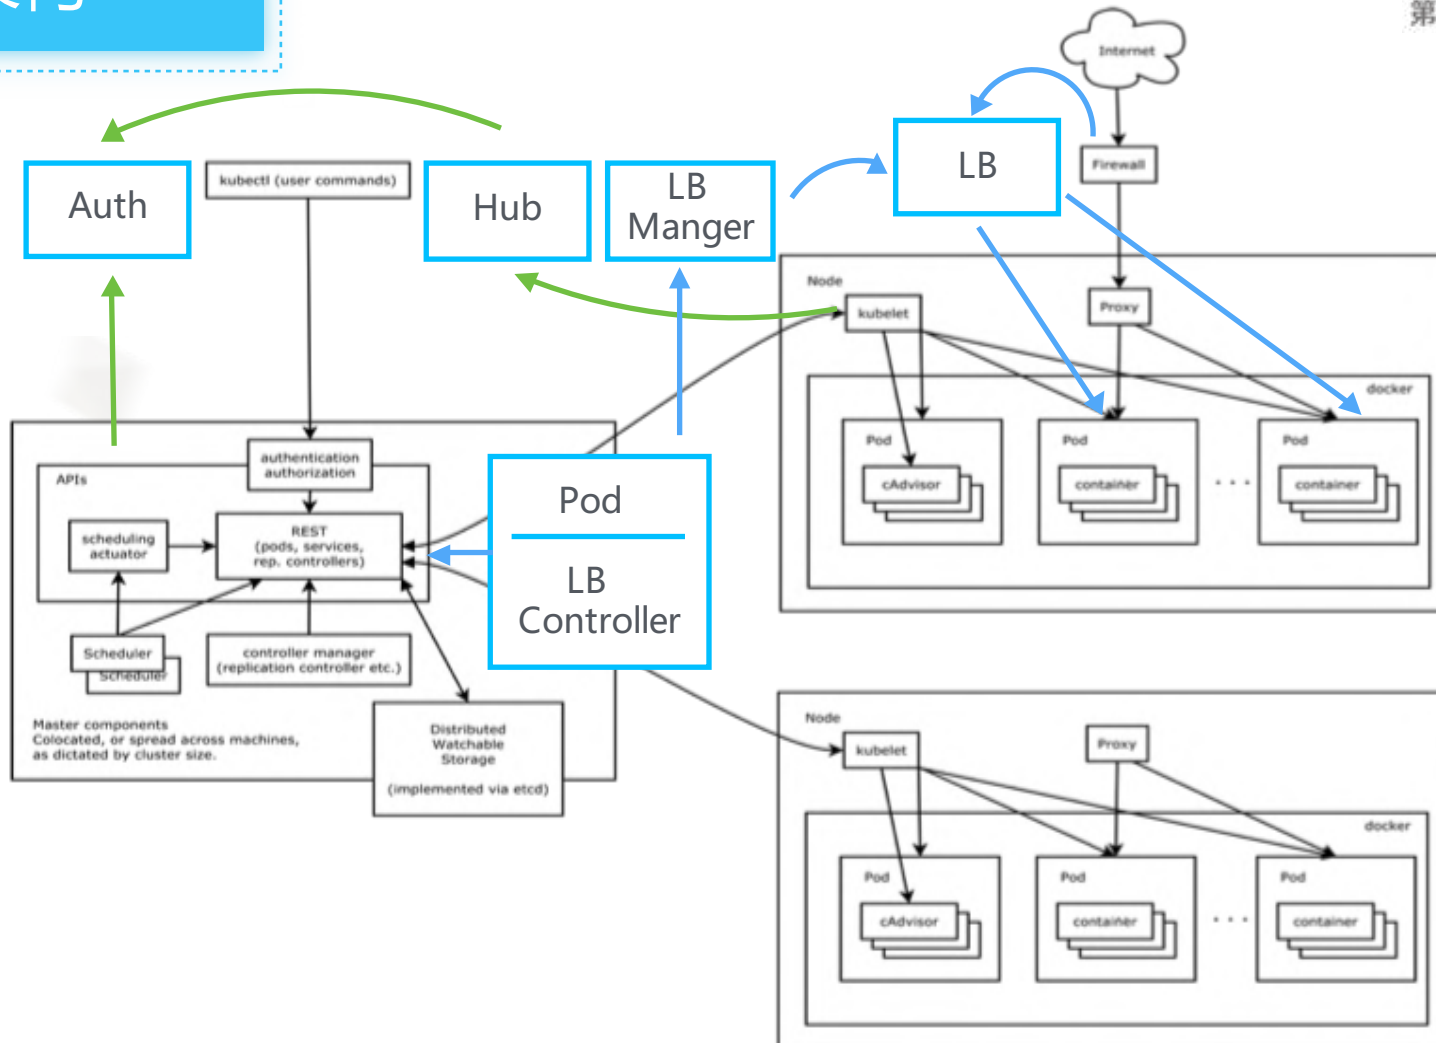 第
Internet
LB
Firewall
Auth
kubectl (user commands)
Hub
LB
Manger
Node
kubelet
Proxy
docker
Pod
cAdvisor
Pod
container
. . .
Pod
container
APIs
authentication
authorization
scheduling
actuator
REST
(pods, services,
rep. controllers)
Pod
LB
Controller
Scheduler
Scheduler
controller manager
(replication controller etc.)
Master components
Colocated, or spread across machines,
as dictated by cluster size.
Distributed
Watchable
Storage
(implemented via etcd)
Node
kubelet
Proxy
docker
Pod
cAdvisor
Pod
container
. . .
Pod
container